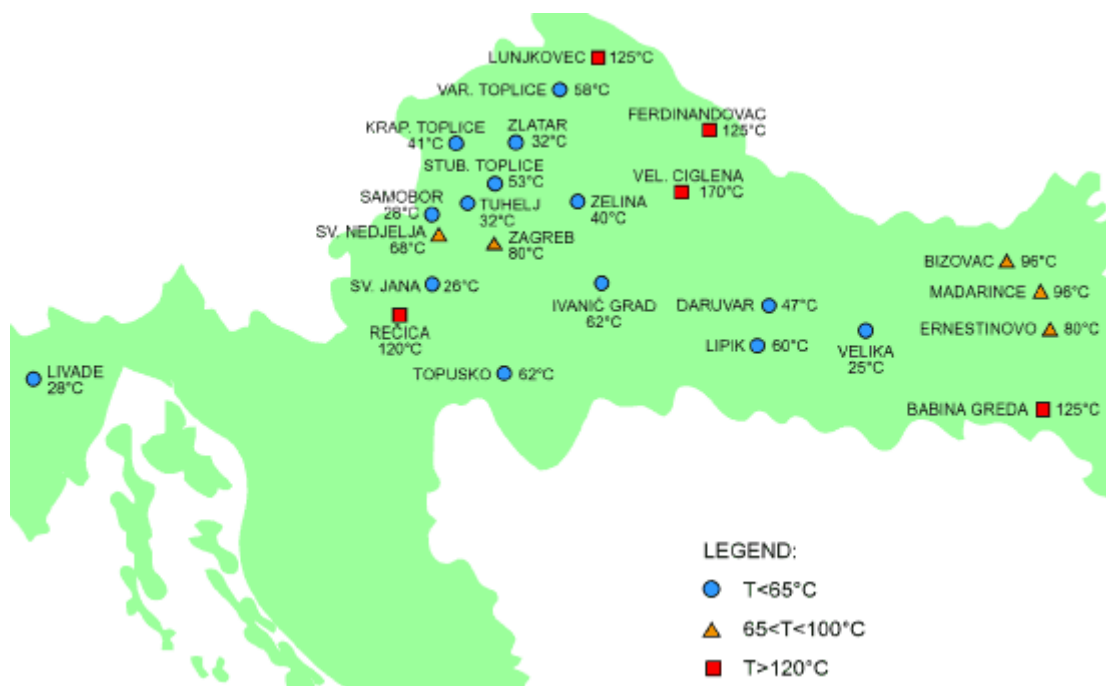 LUNJKOVEC 125°C
VAR. TOPLICE 58°C
FERDINANDOVAC
125°C
KRAP. TOPLICE
41°C
ZLATAR
32°C
STUB. TOPLICE
53°C
VEL. CIGLENA
170°C
SAMOBOR
28°C
TUHELJ
32°C
ZELINA
40°C
SV. NEDJELJA
68°C
ZAGREB
80°C
BIZOVAC 96°C
SV. JANA 26°C
IVANIĆ GRAD
62°C
DARUVAR 47°C
MADARINCE 96°C
REČICA
120°C
LIPIK 60°C
VELIKA
25°C
ERNESTINOVO 80°C
LIVADE
28°C
TOPUSKO 62°C
BABINA GREDA 125°C
LEGEND:
T<65°C
65<T<100°C
T>120°C